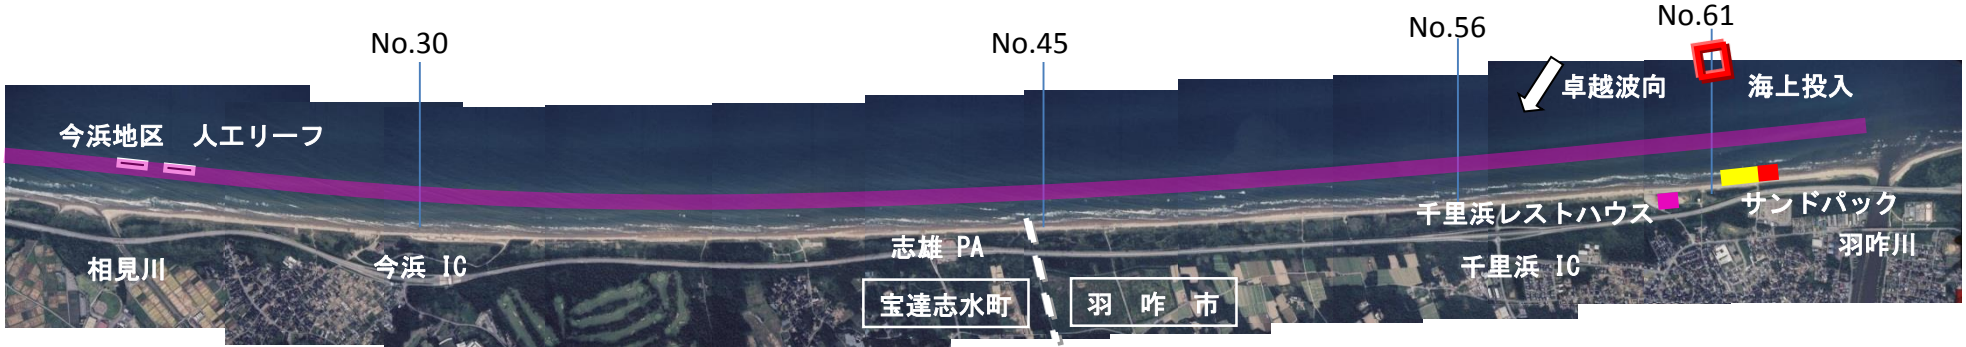 No.30
No.45
No.56
No.61
卓越波向
海上投入
今浜地区 人工リーフ
千里浜レストハウス
サンドパック
相見川
今浜 IC
志雄 PA
千里浜 IC
羽咋川
宝達志水町
羽 咋 市